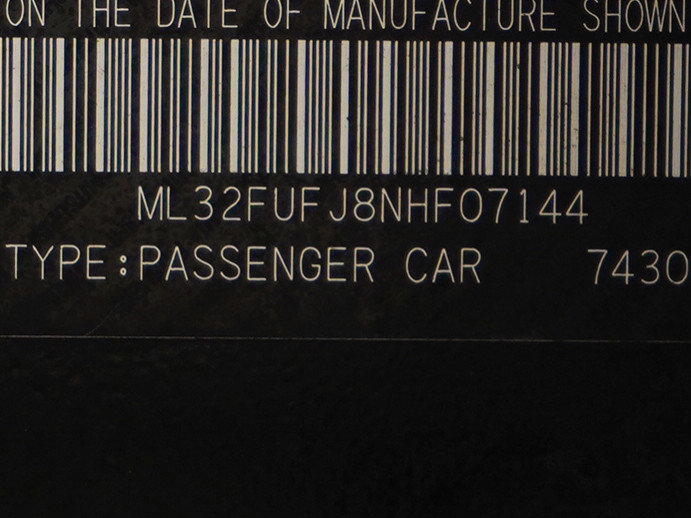 ON THE DATE OF MANUFACTURE SHOWN
ML32FUFJ8NHF07144
TYPE:PASSENGER CAR 7430